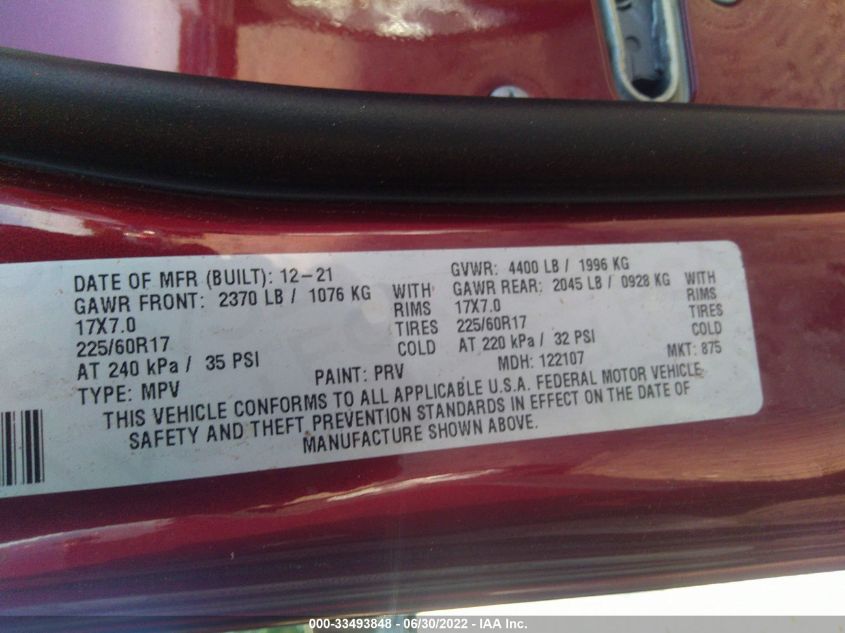 DATE OF MFR (BUILT): 12-21 GVWR: 4400 LB / 1996 KG
GAWR FRONT: 2370 LB / 1076 KG WITH GAWR REAR: 2045 LB / 0928 KG WITH
17X7.0 RIMS 17X7.0 RIMS
225/60R17 TIRES 225/60R17 TIRES
AT 240 kPa / 35 PSI COLD AT 220 kPa / 32 PSI COLD
TYPE: MPV PAINT: PRV MDH: 122107 MKT: 875
THIS VEHICLE CONFORMS TO ALL APPLICABLE U.S.A. FEDERAL MOTOR VEHICLE
SAFETY AND THEFT PREVENTION STANDARDS IN EFFECT ON THE DATE OF
MANUFACTURE SHOWN ABOVE.
000-33493848 - 06/30/2022 - IAA Inc.